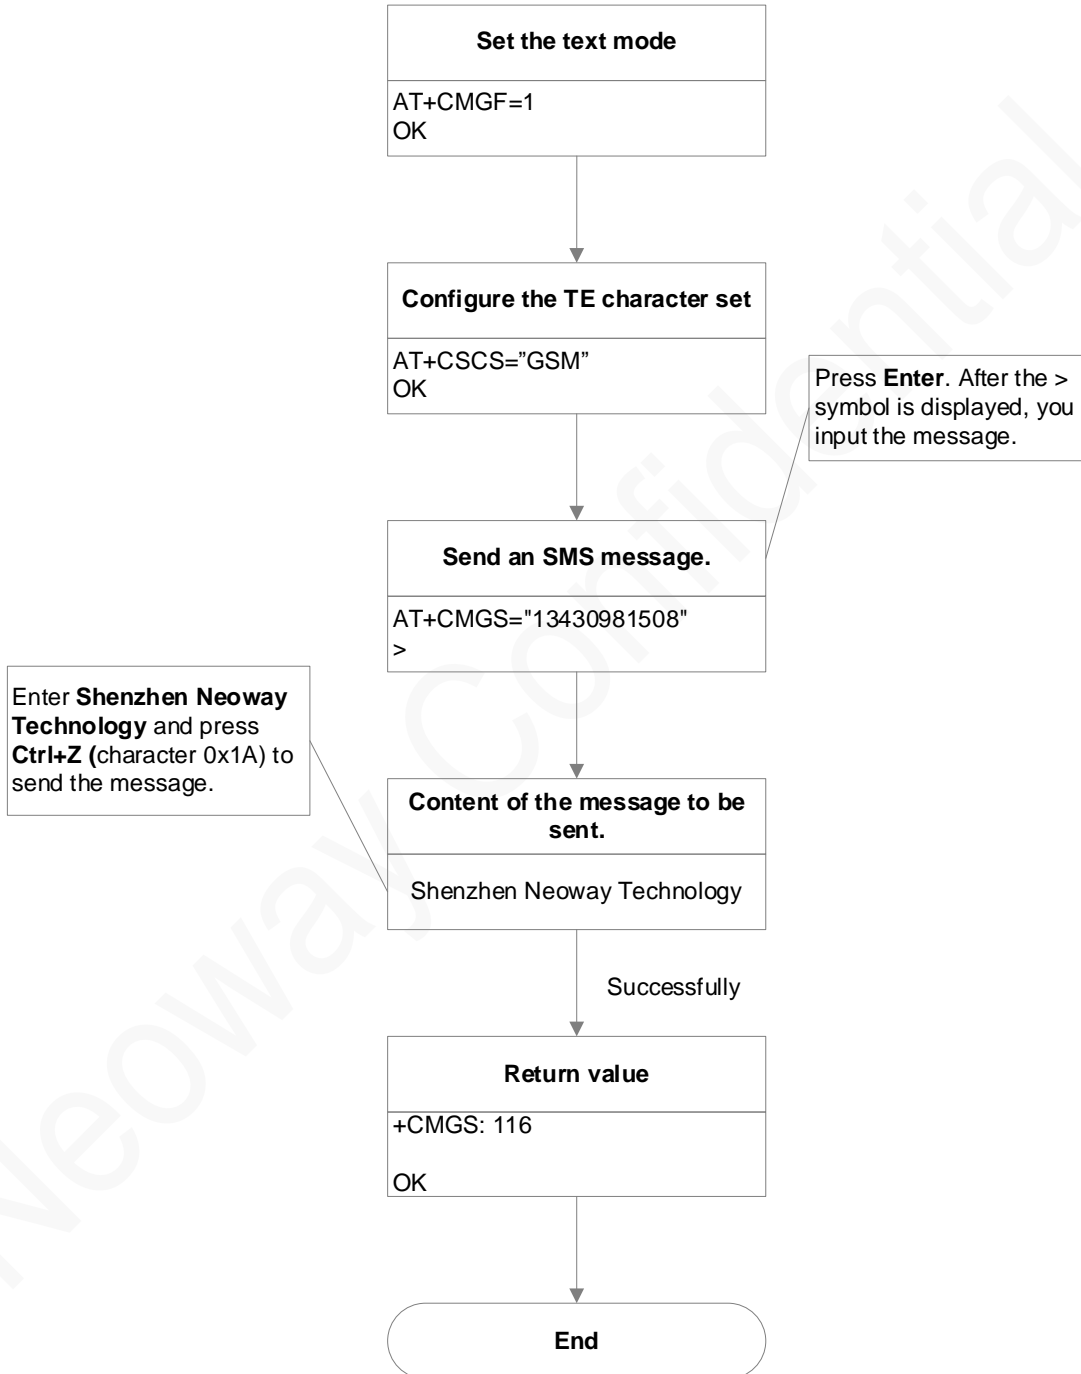 Set the text mode
AT+CMGF=1
OK
Configure the TE character set
AT+CSCS=”GSM”
OK
Press Enter. After the >
symbol is displayed, you
input the message.
Send an SMS message.
AT+CMGS="13430981508"
>
Enter Shenzhen Neoway
Technology and press
Ctrl+Z (character 0x1A) to
send the message.
Content of the message to be
sent.
Shenzhen Neoway Technology
Successfully
Return value
+CMGS: 116
OK
End
Neoway Confidential